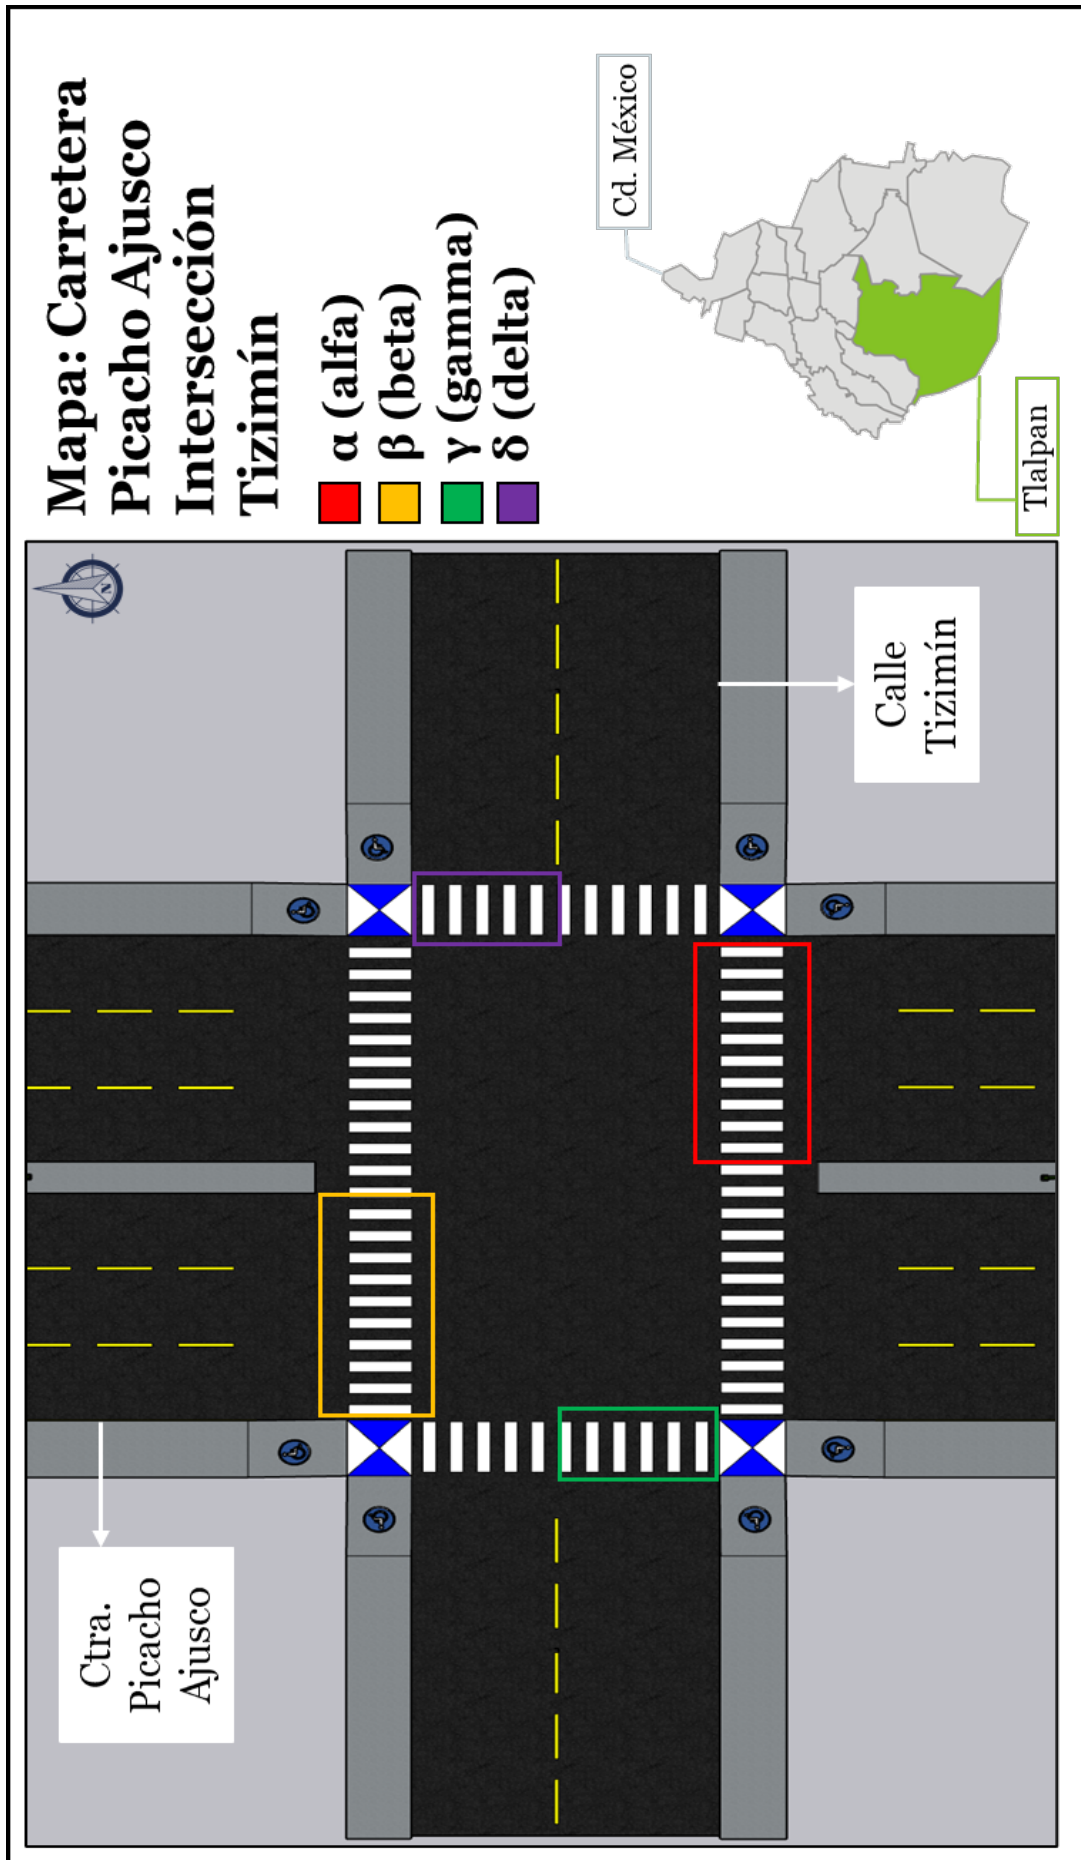 Mapa: Carretera
Picacho Ajusco
Intersección
Tizimín
α (alfa)
β (beta)
γ (gamma)
δ (delta)
Cd. México
Tlalpan
N
Calle
Tizimín
Ctra.
Picacho
Ajusco